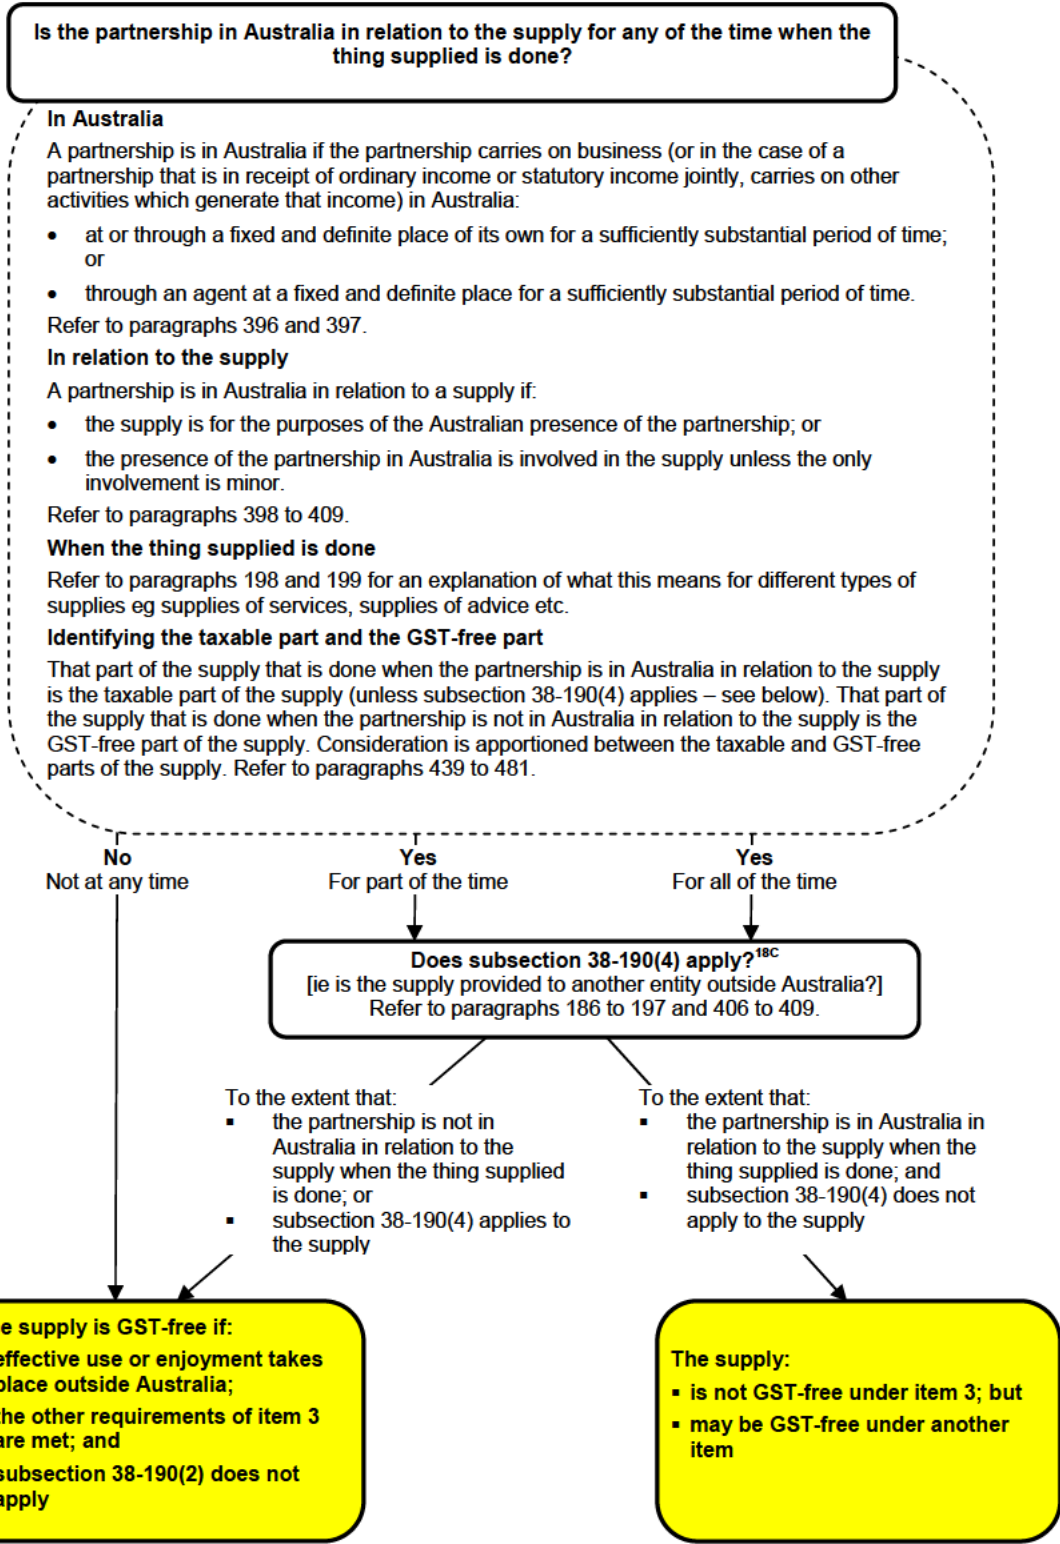 Is the partnership in Australia in relation to the supply for any of the time when the
thing supplied is done?
In Australia
A partnership is in Australia if the partnership carries on business (or in the case of a
partnership that is in receipt of ordinary income or statutory income jointly, carries on other
activities which generate that income) in Australia:
• at or through a fixed and definite place of its own for a sufficiently substantial period of time;
or
• through an agent at a fixed and definite place for a sufficiently substantial period of time.
Refer to paragraphs 396 and 397.
In relation to the supply
A partnership is in Australia in relation to a supply if:
• the supply is for the purposes of the Australian presence of the partnership; or
• the presence of the partnership in Australia is involved in the supply unless the only
involvement is minor.
Refer to paragraphs 398 to 409.
When the thing supplied is done
Refer to paragraphs 198 and 199 for an explanation of what this means for different types of
supplies eg supplies of services, supplies of advice etc.
Identifying the taxable part and the GST-free part
That part of the supply that is done when the partnership is in Australia in relation to the supply
is the taxable part of the supply (unless subsection 38-190(4) applies – see below). That part of
the supply that is done when the partnership is not in Australia in relation to the supply is the
GST-free part of the supply. Consideration is apportioned between the taxable and GST-free
parts of the supply. Refer to paragraphs 439 to 481.
No
Not at any time
Yes
For part of the time
Yes
For all of the time
Does subsection 38-190(4) apply?18C
[ie is the supply provided to another entity outside Australia?]
Refer to paragraphs 186 to 197 and 406 to 409.
To the extent that:
▪ the partnership is not in
Australia in relation to the
supply when the thing supplied
is done; or
▪ subsection 38-190(4) applies to
the supply
To the extent that:
▪ the partnership is in Australia in
relation to the supply when the
thing supplied is done; and
▪ subsection 38-190(4) does not
apply to the supply
e supply is GST-free if:
effective use or enjoyment takes
place outside Australia;
the other requirements of item 3
are met; and
subsection 38-190(2) does not
apply
The supply:
▪ is not GST-free under item 3; but
▪ may be GST-free under another
item